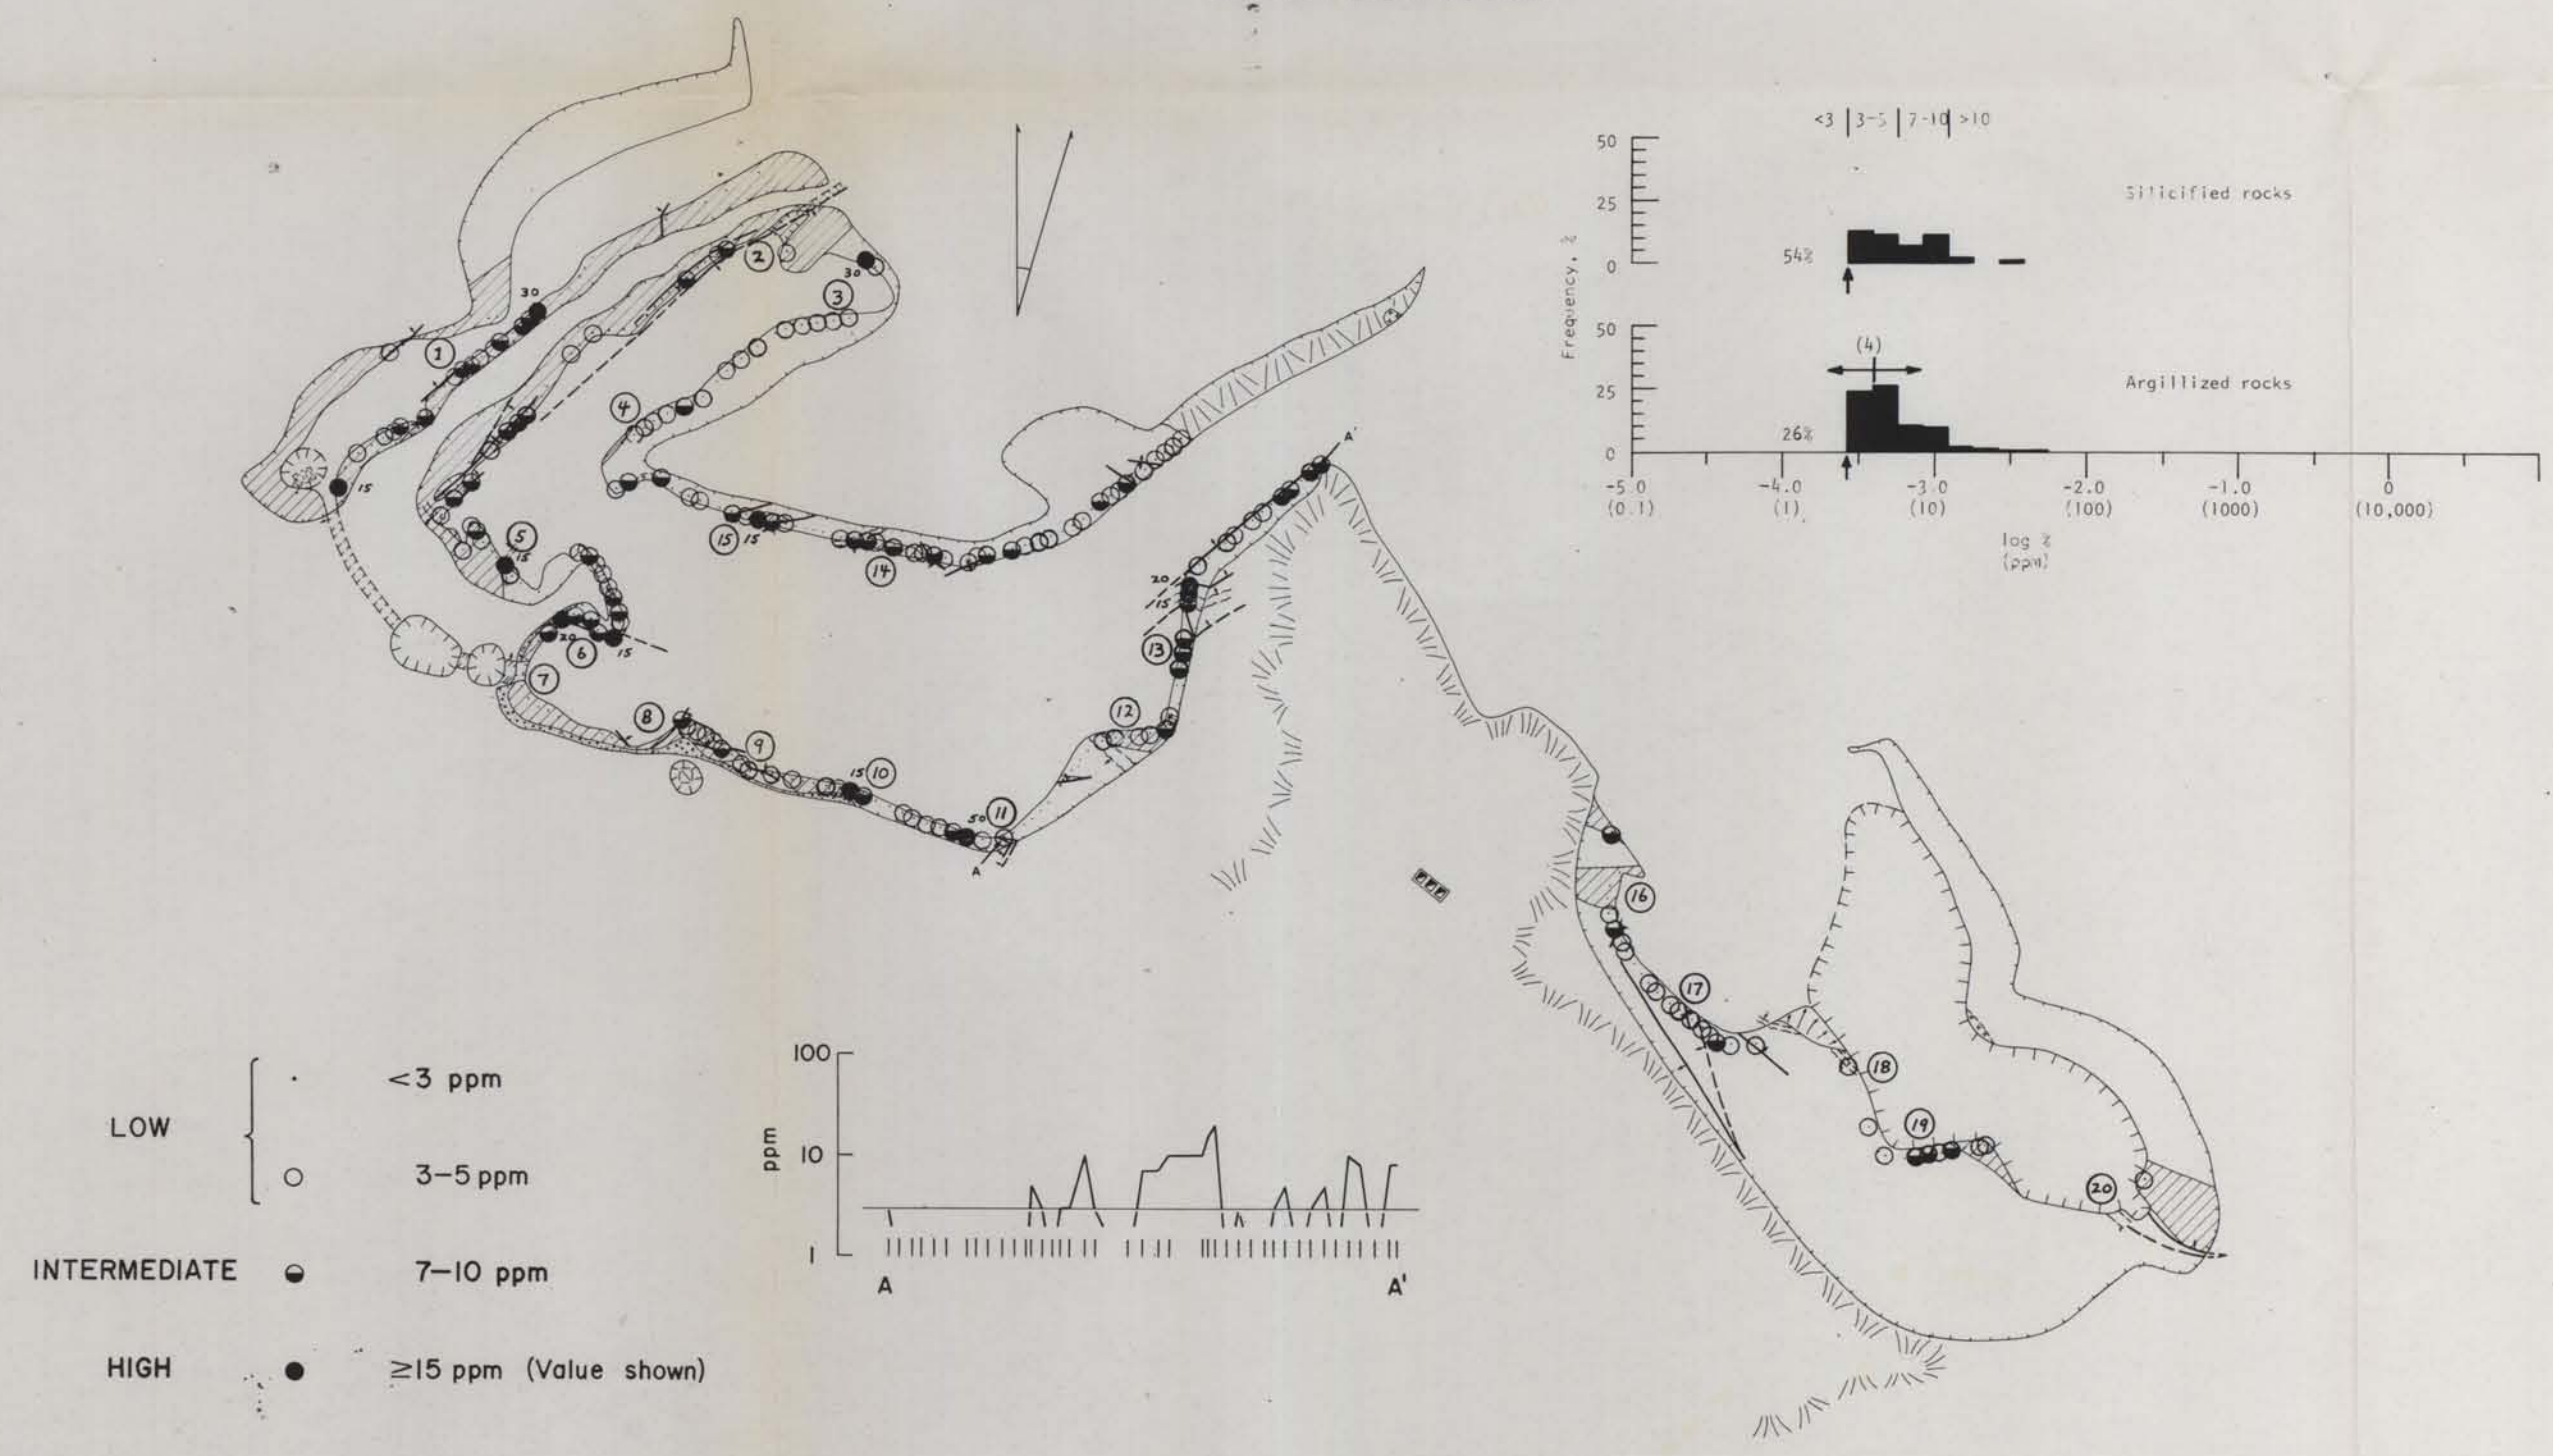 <3 | 3-5 | 7-10 | >10
50
25
0
54%
Silicified rocks
Frequency, %
50
25
0
26%
(4)
Argillized rocks
-5.0 -4.0 -3.0 -2.0 -1.0 0
(0.1) (1) (10) (100) (1000) (10,000)
log %
(ppm)
2
30
3
30
1
4
A'
15
5
15
15 15
14
20
15
13
20
6
15
7
8
12
9
15 10
50 11
A
16
17
18
19
20
LOW
<3 ppm
3–5 ppm
INTERMEDIATE 7–10 ppm
HIGH ≥15 ppm (Value shown)
100
10
1
ppm
A A'